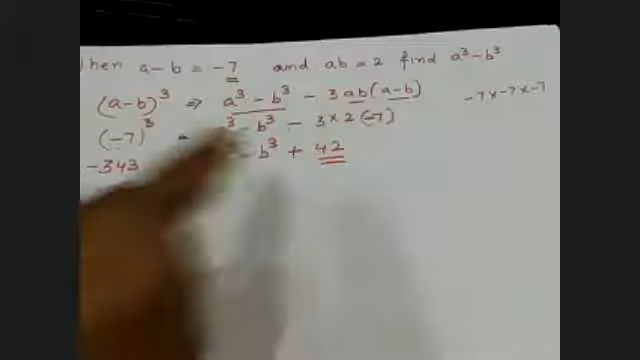 When a-b = -7 and ab = 2 find a³-b³
(a-b)³ ⇒ a³ - b³ - 3ab(a-b) -7×-7×-7
(-7)³ = ³ - b³ - 3×2(-7)
-343 - b³ + 42